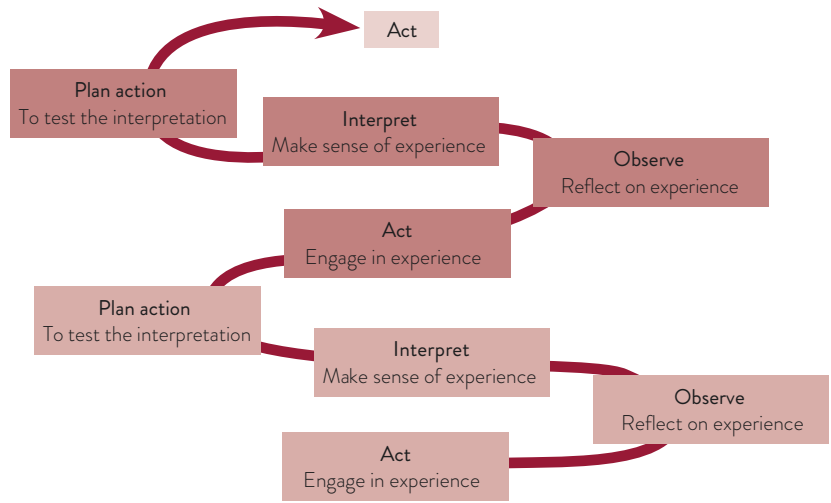 Act
Plan action
To test the interpretation
Interpret
Make sense of experience
Observe
Reflect on experience
Act
Engage in experience
Plan action
To test the interpretation
Interpret
Make sense of experience
Observe
Reflect on experience
Act
Engage in experience